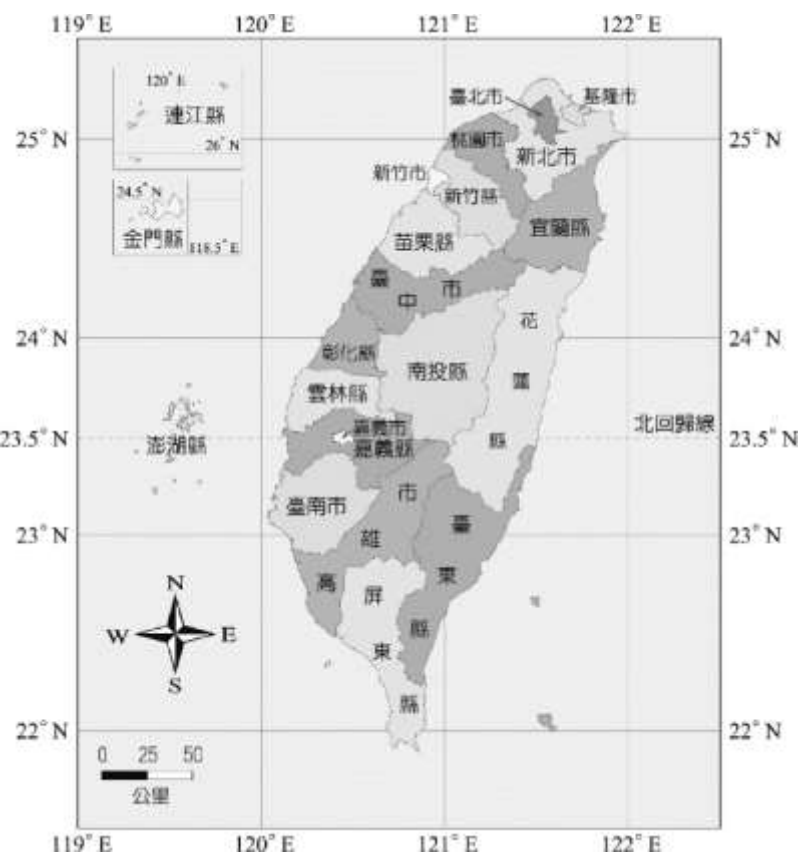 119° E 120° E 121° E 122° E
120° E
連江縣
26° N
24.5° N
金門縣
118.5° E
臺北市
基隆市
25° N 25° N
桃園市
新北市
新竹市
新竹縣
宜蘭縣
苗栗縣
臺中市
24° N 24° N
花蓮縣
彰化縣
南投縣
雲林縣
嘉義市
北回歸線
23.5° N 23.5° N
澎湖縣
嘉義縣
臺南市
高雄市
臺東縣
23° N 23° N
屏東縣
N
W E
S
22° N 22° N
0 25 50
公里
119° E 120° E 121° E 122° E